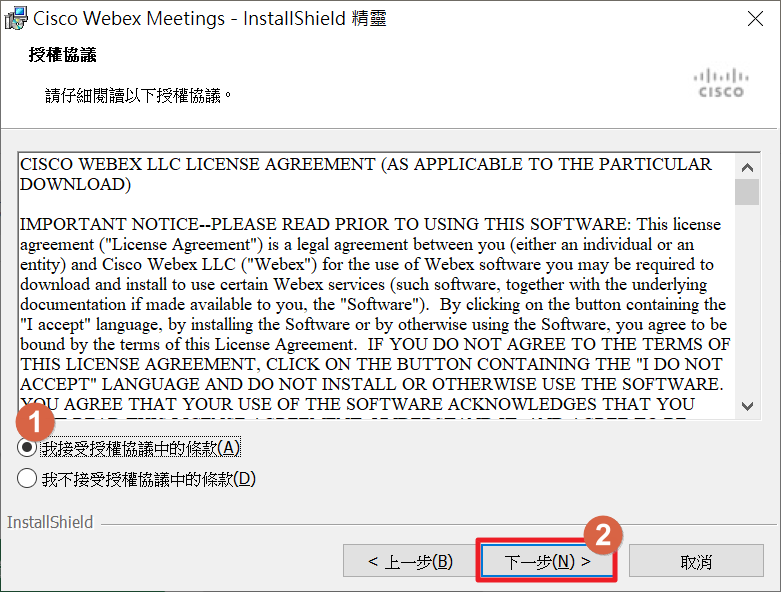 Cisco Webex Meetings - InstallShield 精靈
授權協議
請仔細閱讀以下授權協議。
CISCO
CISCO WEBEX LLC LICENSE AGREEMENT (AS APPLICABLE TO THE PARTICULAR
DOWNLOAD)
IMPORTANT NOTICE--PLEASE READ PRIOR TO USING THIS SOFTWARE: This license
agreement ("License Agreement") is a legal agreement between you (either an individual or an
entity) and Cisco Webex LLC ("Webex") for the use of Webex software you may be required to
download and install to use certain Webex services (such software, together with the underlying
documentation if made available to you, the "Software").  By clicking on the button containing the
"I accept" language, by installing the Software or by otherwise using the Software, you agree to be
bound by the terms of this License Agreement.  IF YOU DO NOT AGREE TO THE TERMS OF
THIS LICENSE AGREEMENT, CLICK ON THE BUTTON CONTAINING THE "I DO NOT
ACCEPT" LANGUAGE AND DO NOT INSTALL OR OTHERWISE USE THE SOFTWARE.
YOU AGREE THAT YOUR USE OF THE SOFTWARE ACKNOWLEDGES THAT YOU
1
我接受授權協議中的條款(A)
我不接受授權協議中的條款(D)
InstallShield
2
< 上一步(B)
下一步(N) >
取消